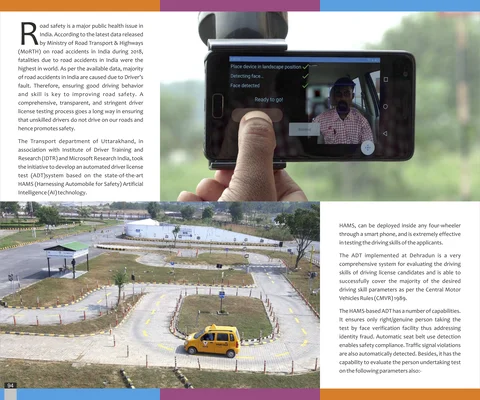 Road safety is a major public health issue in
India. According to the latest data released
by Ministry of Road Transport & Highways
(MoRTH) on road accidents in India during 2018,
fatalities due to road accidents in India were the
highest in world. As per the available data, majority
of road accidents in India are caused due to Driver's
fault. Therefore, ensuring good driving behavior
and skill is key to improving road safety. A
comprehensive, transparent, and stringent driver
license testing process goes a long way in ensuring
that unskilled drivers do not drive on our roads and
hence promotes safety.
The Transport department of Uttarakhand, in
association with Institute of Driver Training and
Research (IDTR) and Microsoft Research India, took
the initiative to develop an automated driver license
test (ADT)system based on the state-of-the-art
HAMS (Harnessing Automobile for Safety) Artificial
Intelligence (AI) technology.
Place device in landscape position
Detecting face...
Face detected
Ready to go!
HAMS, can be deployed inside any four-wheeler
through a smart phone, and is extremely effective
in testing the driving skills of the applicants.
The ADT implemented at Dehradun is a very
comprehensive system for evaluating the driving
skills of driving license candidates and is able to
successfully cover the majority of the desired
driving skill parameters as per the Central Motor
Vehicles Rules (CMVR) 1989.
The HAMS-based ADT has a number of capabilities.
It ensures only right/genuine person taking the
test by face verification facility thus addressing
identity fraud. Automatic seat belt use detection
enables safety compliance. Traffic signal violations
are also automatically detected. Besides, it has the
capability to evaluate the person undertaking test
on the following parameters also:
94